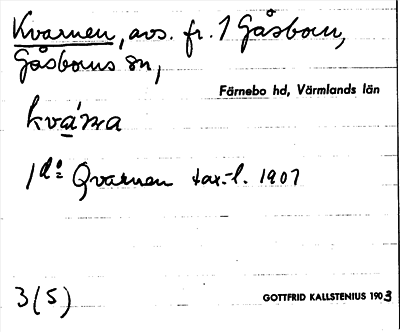 Kvarnen, avs. fr. 1 Gåsborn,
Gåsborns sn,
Färnebo hd, Värmlands län
kvárna
1 do = Qvarnen tax.-l. 1907
3(5)
GOTTFRID KALLSTENIUS 1903